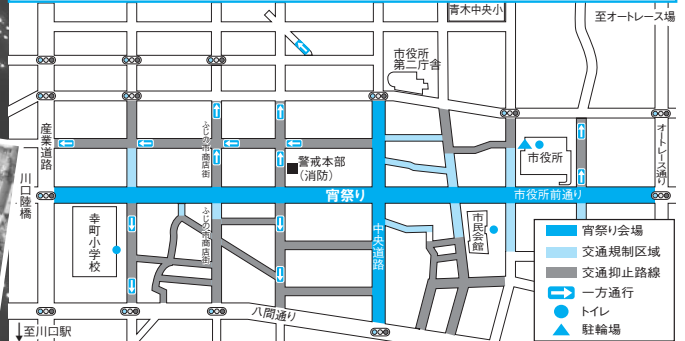 青木中央小
至オートレース場
市役所
第二庁舎
産業道路
ふじの市商店街
警戒本部
(消防)
市役所
オートレース通り
川口陸橋
宵祭り
市役所前通り
幸町小学校
ふじの市商店街
中央道路
市民会館
八間通り
至川口駅
宵祭り会場
交通規制区域
交通抑止路線
一方通行
トイレ
駐輪場